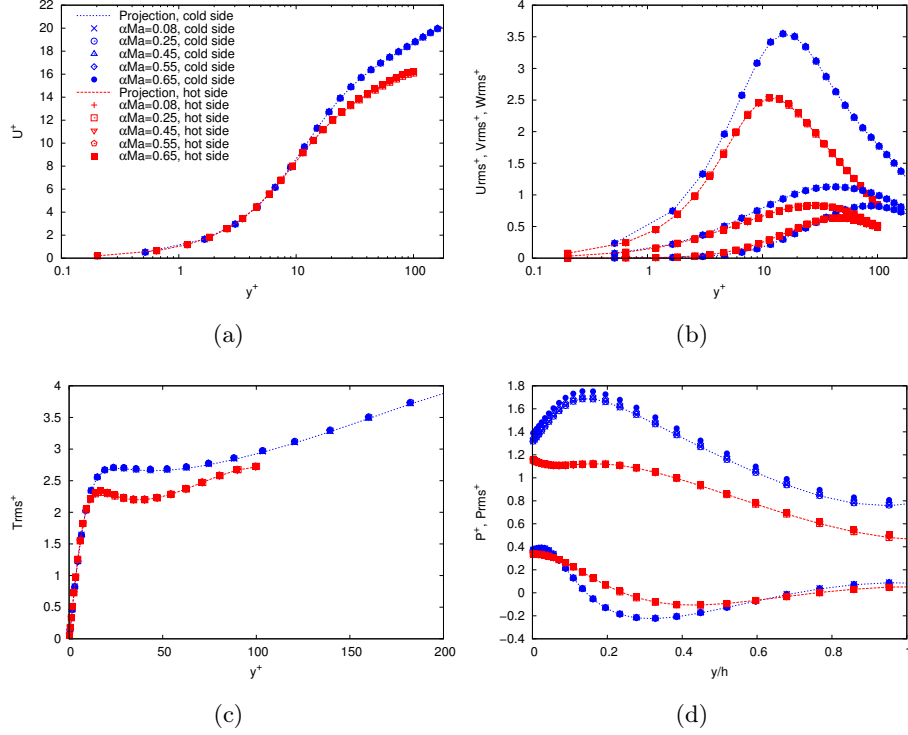 Projection, cold side
αMa=0.08, cold side
αMa=0.25, cold side
αMa=0.45, cold side
αMa=0.55, cold side
αMa=0.65, cold side
Projection, hot side
αMa=0.08, hot side
αMa=0.25, hot side
αMa=0.45, hot side
αMa=0.55, hot side
αMa=0.65, hot side
U+
22
20
18
16
14
12
10
8
6
4
2
0
0.1 1 10 100
y+
(a)
Urms+, Vrms+, Wrms+
4
3.5
3
2.5
2
1.5
1
0.5
0
0.1 1 10 100
y+
(b)
Trms+
4
3.5
3
2.5
2
1.5
1
0.5
0
0 50 100 150 200
y+
(c)
P+, Prms+
1.8
1.6
1.4
1.2
1
0.8
0.6
0.4
0.2
0
−0.2
−0.4
0 0.2 0.4 0.6 0.8 1
y/h
(d)